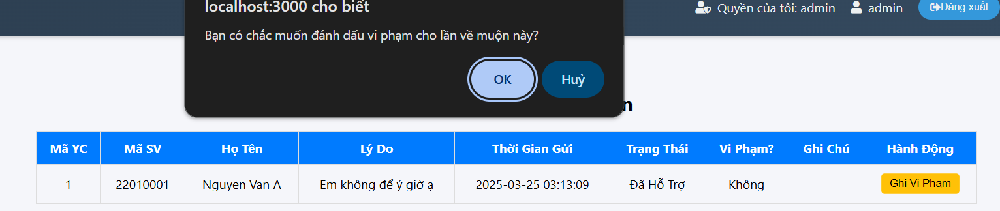 localhost:3000 cho biết
Quyền của tôi: admin admin Đăng xuất
Bạn có chắc muốn đánh dấu vi phạm cho lần về muộn này?
OK Huỷ
n
Mã YC Mã SV Họ Tên Lý Do Thời Gian Gửi Trạng Thái Vi Phạm? Ghi Chú Hành Động
1 22010001 Nguyen Van A Em không để ý giờ ạ 2025-03-25 03:13:09 Đã Hỗ Trợ Không Ghi Vi Phạm